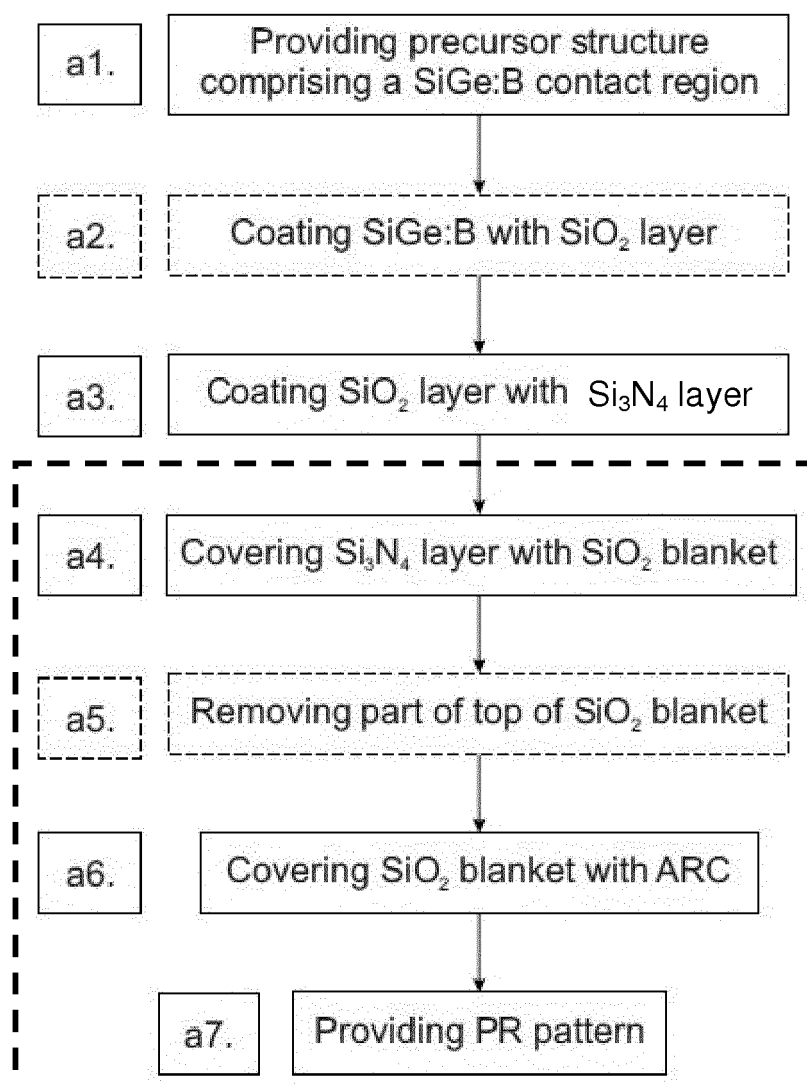 a1.
Providing precursor structure
comprising a SiGe:B contact region
a2.
Coating SiGe:B with SiO₂ layer
a3.
Coating SiO₂ layer with Si₃N₄ layer
a4.
Covering Si₃N₄ layer with SiO₂ blanket
a5.
Removing part of top of SiO₂ blanket
a6.
Covering SiO₂ blanket with ARC
a7.
Providing PR pattern